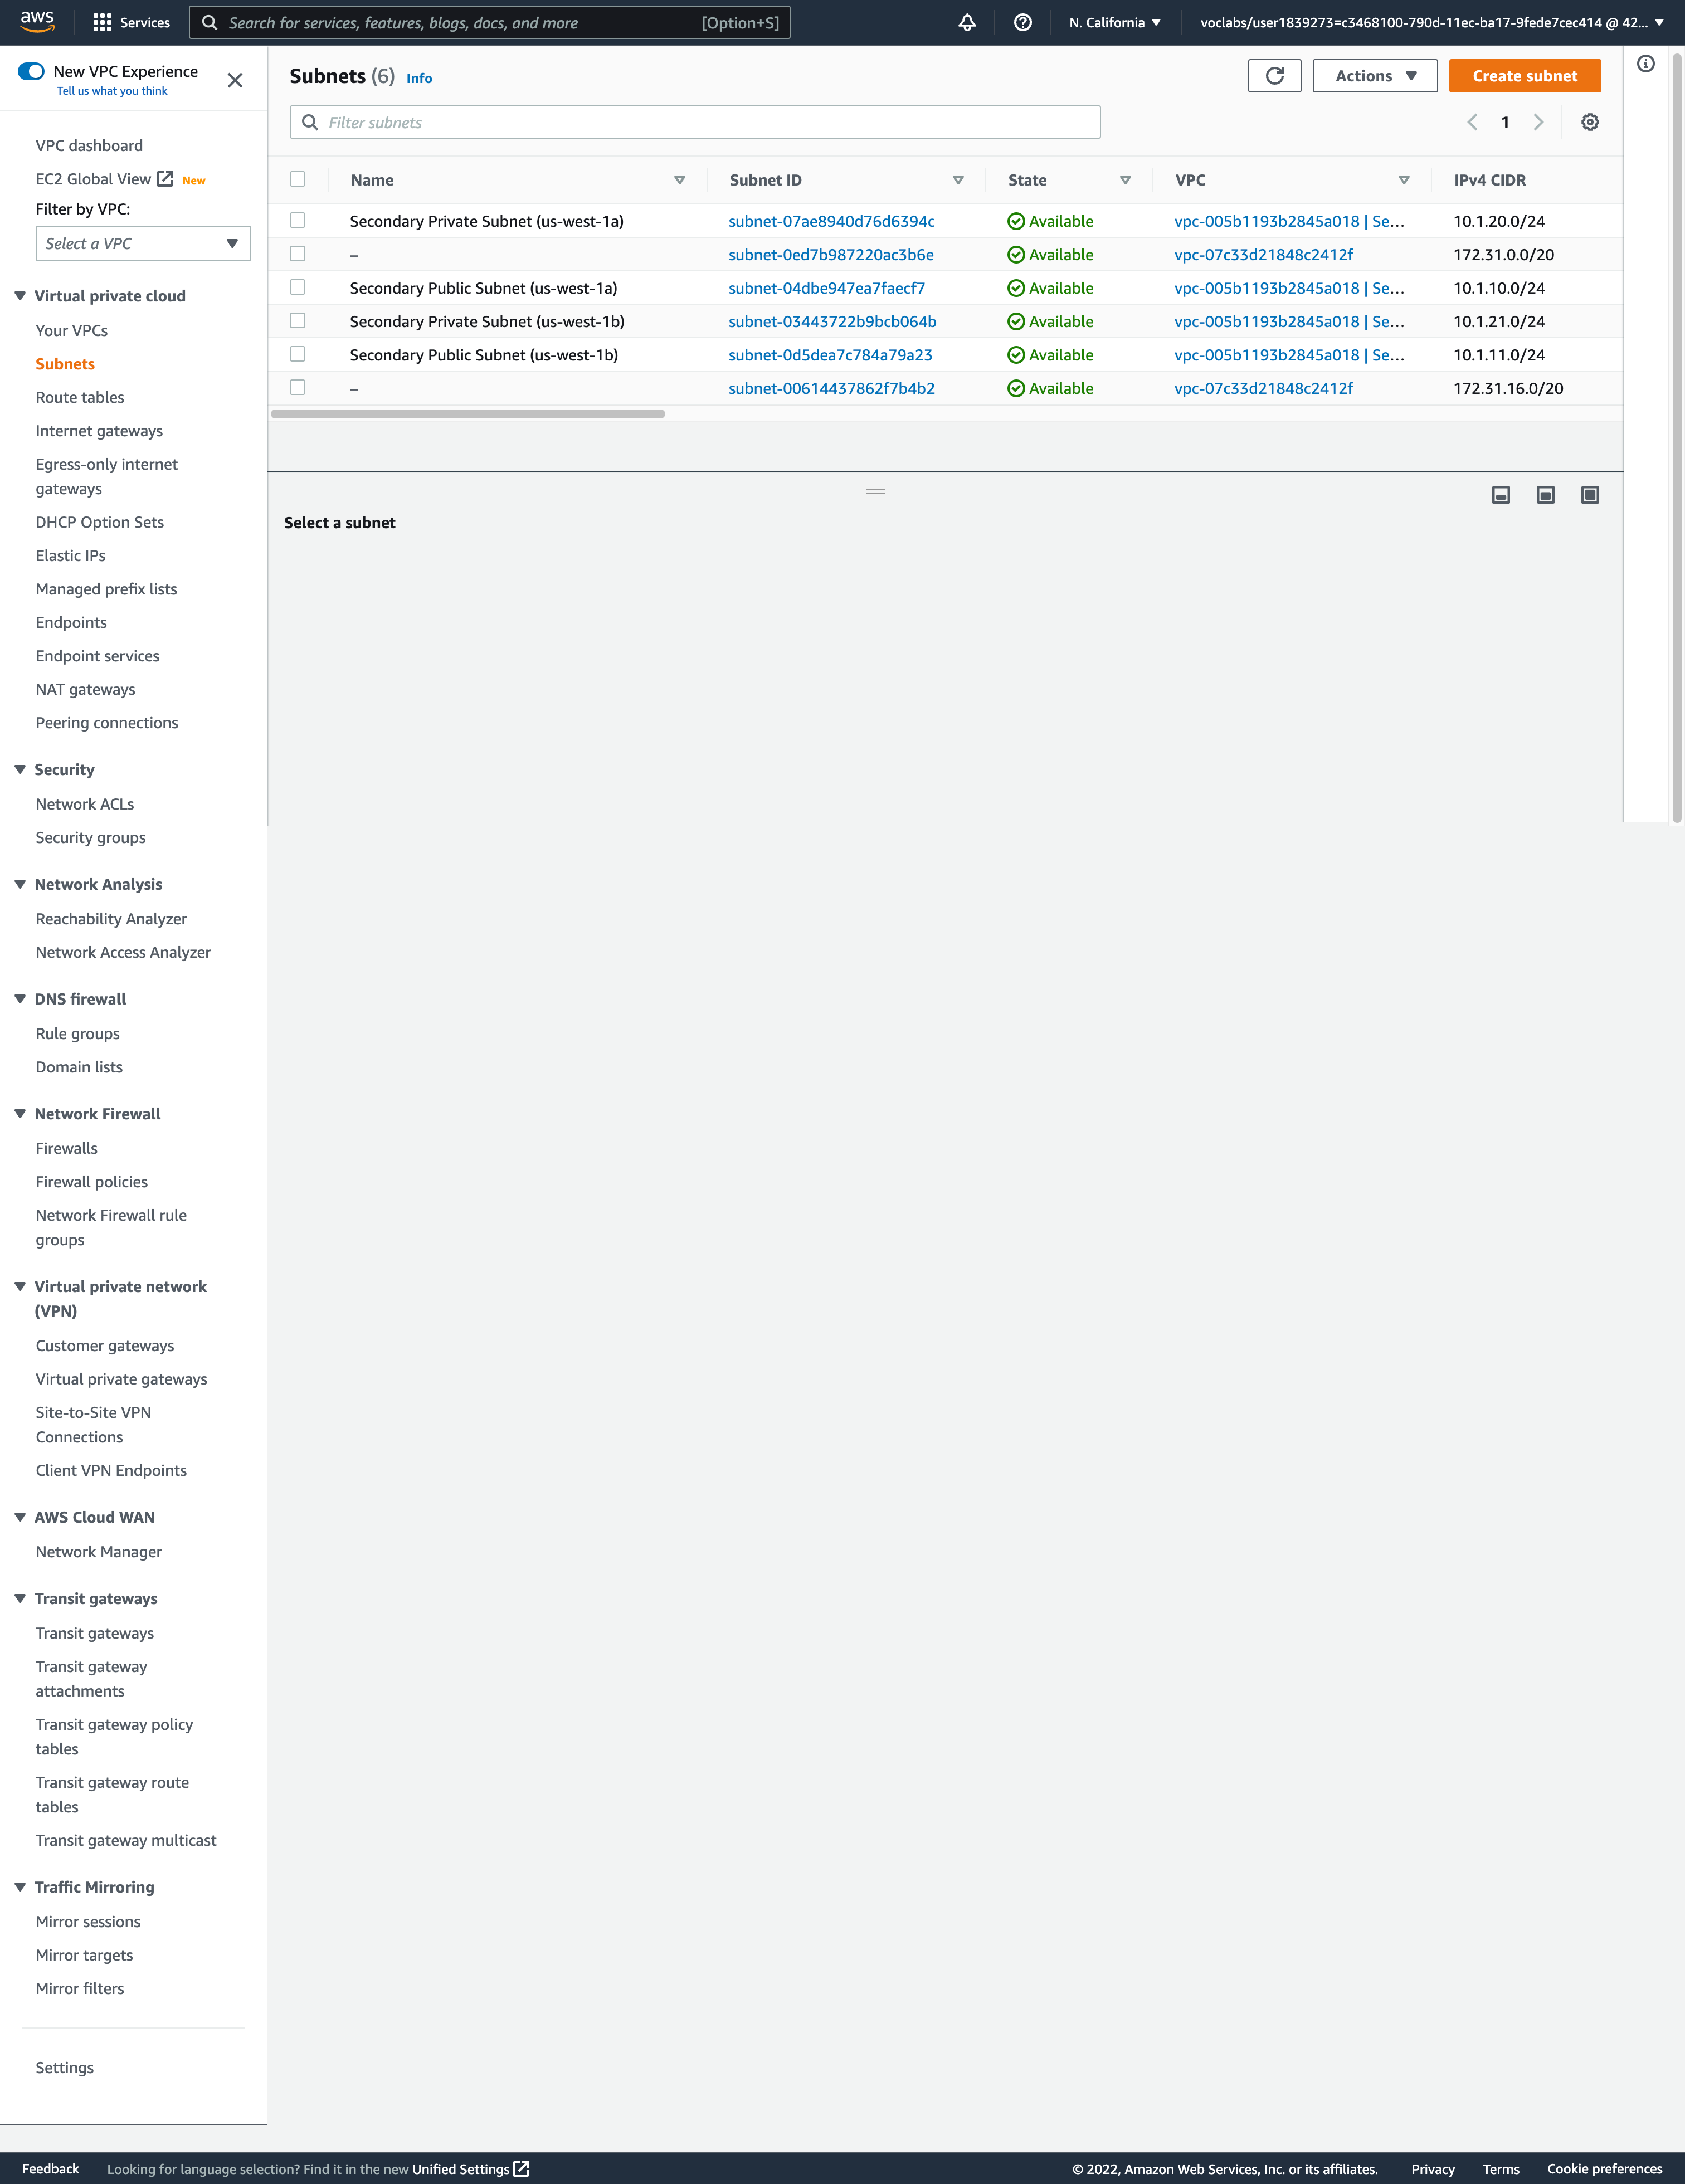 aws
Services
Search for services, features, blogs, docs, and more
[Option+S]
N. California
voclabs/user1839273=c3468100-790d-11ec-ba17-9fede7cec414 @ 42...
New VPC Experience
Tell us what you think
VPC dashboard
EC2 Global View New
Filter by VPC:
Select a VPC
Virtual private cloud
Your VPCs
Subnets
Route tables
Internet gateways
Egress-only internet
gateways
DHCP Option Sets
Elastic IPs
Managed prefix lists
Endpoints
Endpoint services
NAT gateways
Peering connections
Security
Network ACLs
Security groups
Network Analysis
Reachability Analyzer
Network Access Analyzer
DNS firewall
Rule groups
Domain lists
Network Firewall
Firewalls
Firewall policies
Network Firewall rule
groups
Virtual private network
(VPN)
Customer gateways
Virtual private gateways
Site-to-Site VPN
Connections
Client VPN Endpoints
AWS Cloud WAN
Network Manager
Transit gateways
Transit gateways
Transit gateway
attachments
Transit gateway policy
tables
Transit gateway route
tables
Transit gateway multicast
Traffic Mirroring
Mirror sessions
Mirror targets
Mirror filters
Settings
Subnets (6) Info
Actions
Create subnet
Filter subnets
1
Name Subnet ID State VPC IPv4 CIDR
Secondary Private Subnet (us-west-1a) subnet-07ae8940d76d6394c Available vpc-005b1193b2845a018 | Se... 10.1.20.0/24
– subnet-0ed7b987220ac3b6e Available vpc-07c33d21848c2412f 172.31.0.0/20
Secondary Public Subnet (us-west-1a) subnet-04dbe947ea7faecf7 Available vpc-005b1193b2845a018 | Se... 10.1.10.0/24
Secondary Private Subnet (us-west-1b) subnet-03443722b9bcb064b Available vpc-005b1193b2845a018 | Se... 10.1.21.0/24
Secondary Public Subnet (us-west-1b) subnet-0d5dea7c784a79a23 Available vpc-005b1193b2845a018 | Se... 10.1.11.0/24
– subnet-00614437862f7b4b2 Available vpc-07c33d21848c2412f 172.31.16.0/20
Select a subnet
Feedback
Looking for language selection? Find it in the new Unified Settings
© 2022, Amazon Web Services, Inc. or its affiliates.
Privacy
Terms
Cookie preferences